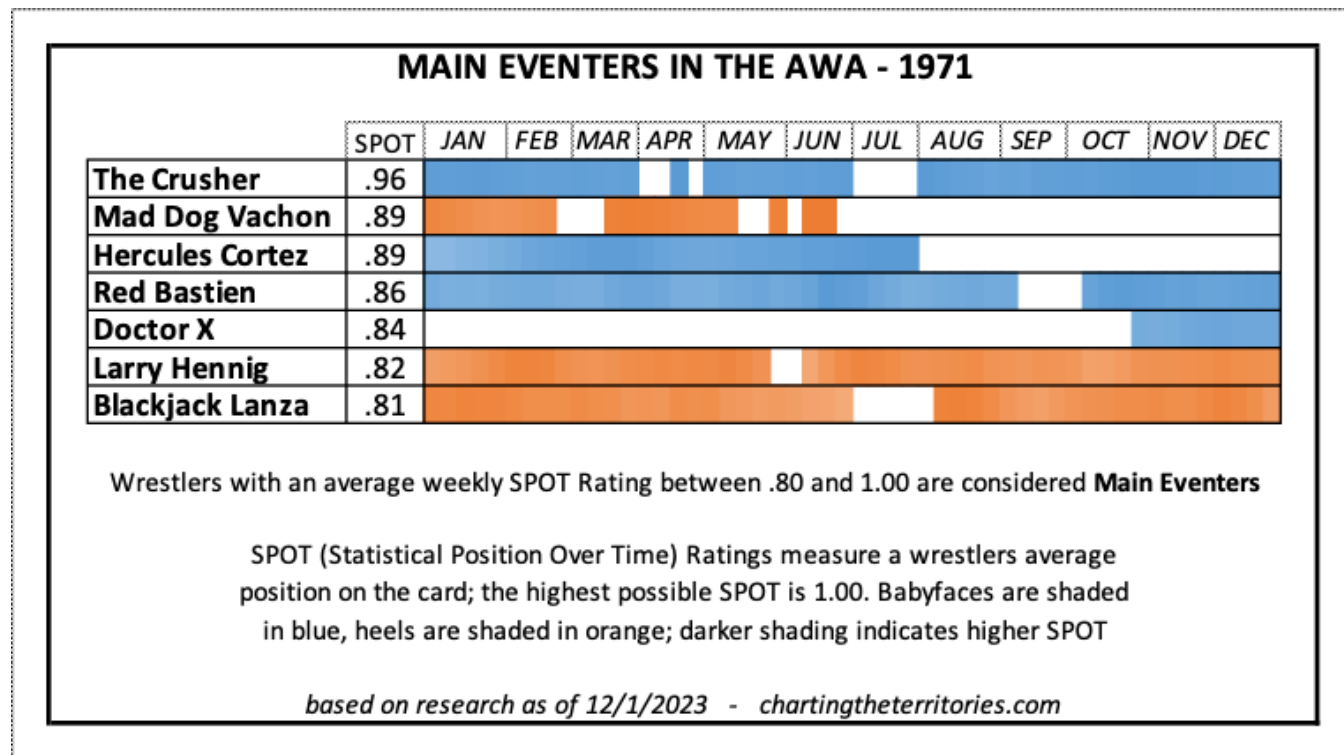 MAIN EVENTERS IN THE AWA - 1971
SPOT JAN FEB MAR APR MAY JUN JUL AUG SEP OCT NOV DEC
The Crusher .96
Mad Dog Vachon .89
Hercules Cortez .89
Red Bastien .86
Doctor X .84
Larry Hennig .82
Blackjack Lanza .81
Wrestlers with an average weekly SPOT Rating between .80 and 1.00 are considered Main Eventers
SPOT (Statistical Position Over Time) Ratings measure a wrestlers average
position on the card; the highest possible SPOT is 1.00. Babyfaces are shaded
in blue, heels are shaded in orange; darker shading indicates higher SPOT
based on research as of 12/1/2023 - chartingtheterritories.com